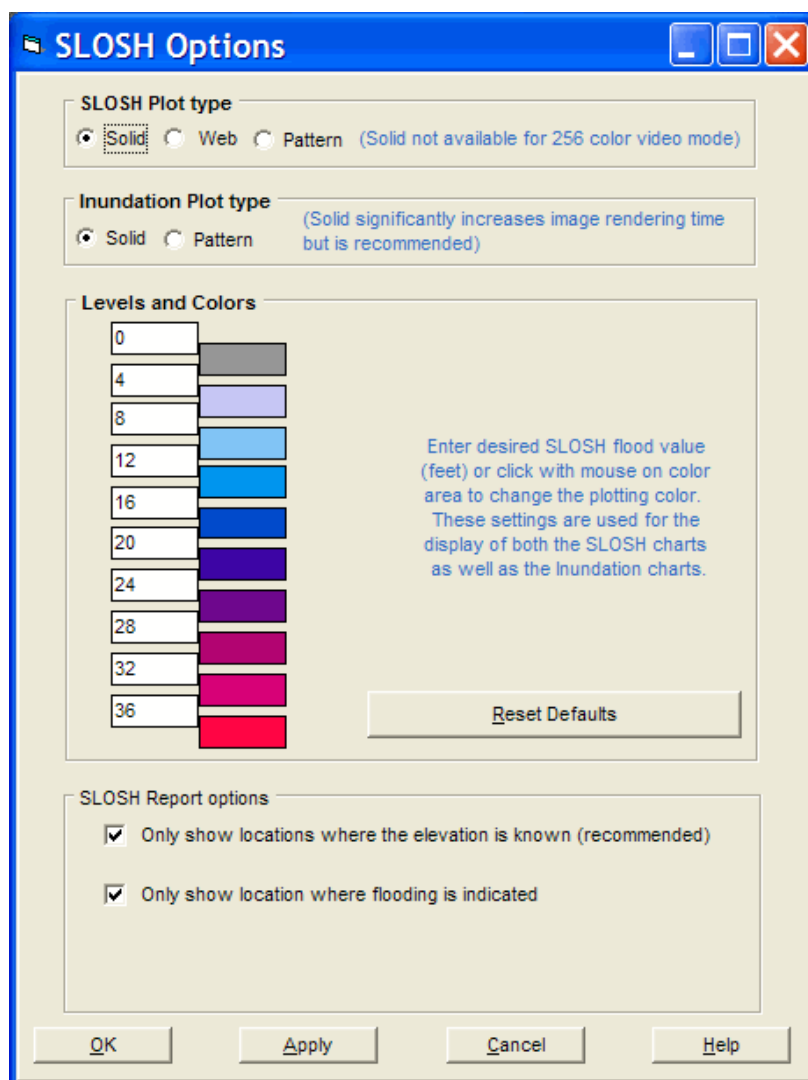 SLOSH Options
SLOSH Plot type
Solid Web Pattern (Solid not available for 256 color video mode)
Inundation Plot type
Solid Pattern (Solid significantly increases image rendering time
but is recommended)
Levels and Colors
0
4
8
12
16
20
24
28
32
36
Enter desired SLOSH flood value
(feet) or click with mouse on color
area to change the plotting color.
These settings are used for the
display of both the SLOSH charts
as well as the Inundation charts.
Reset Defaults
SLOSH Report options
Only show locations where the elevation is known (recommended)
Only show location where flooding is indicated
OK Apply Cancel Help